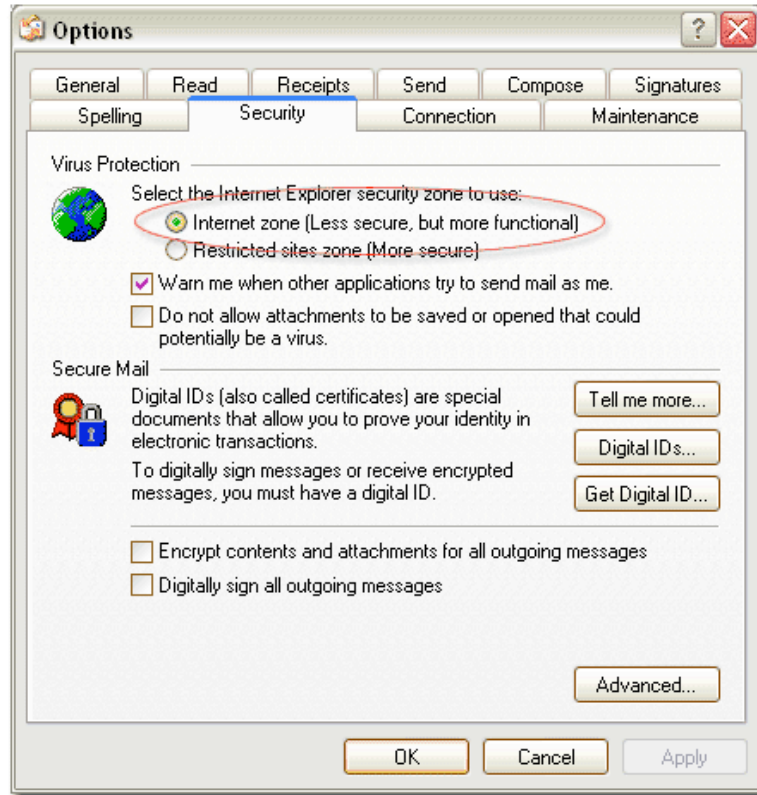 Options
General Read Receipts Send Compose Signatures
Spelling Security Connection Maintenance
Virus Protection
Select the Internet Explorer security zone to use:
Internet zone (Less secure, but more functional)
Restricted sites zone (More secure)
Warn me when other applications try to send mail as me.
Do not allow attachments to be saved or opened that could
potentially be a virus.
Secure Mail
Digital IDs (also called certificates) are special
documents that allow you to prove your identity in
electronic transactions.
Tell me more...
Digital IDs...
To digitally sign messages or receive encrypted
messages, you must have a digital ID.
Get Digital ID...
Encrypt contents and attachments for all outgoing messages
Digitally sign all outgoing messages
Advanced...
OK Cancel Apply